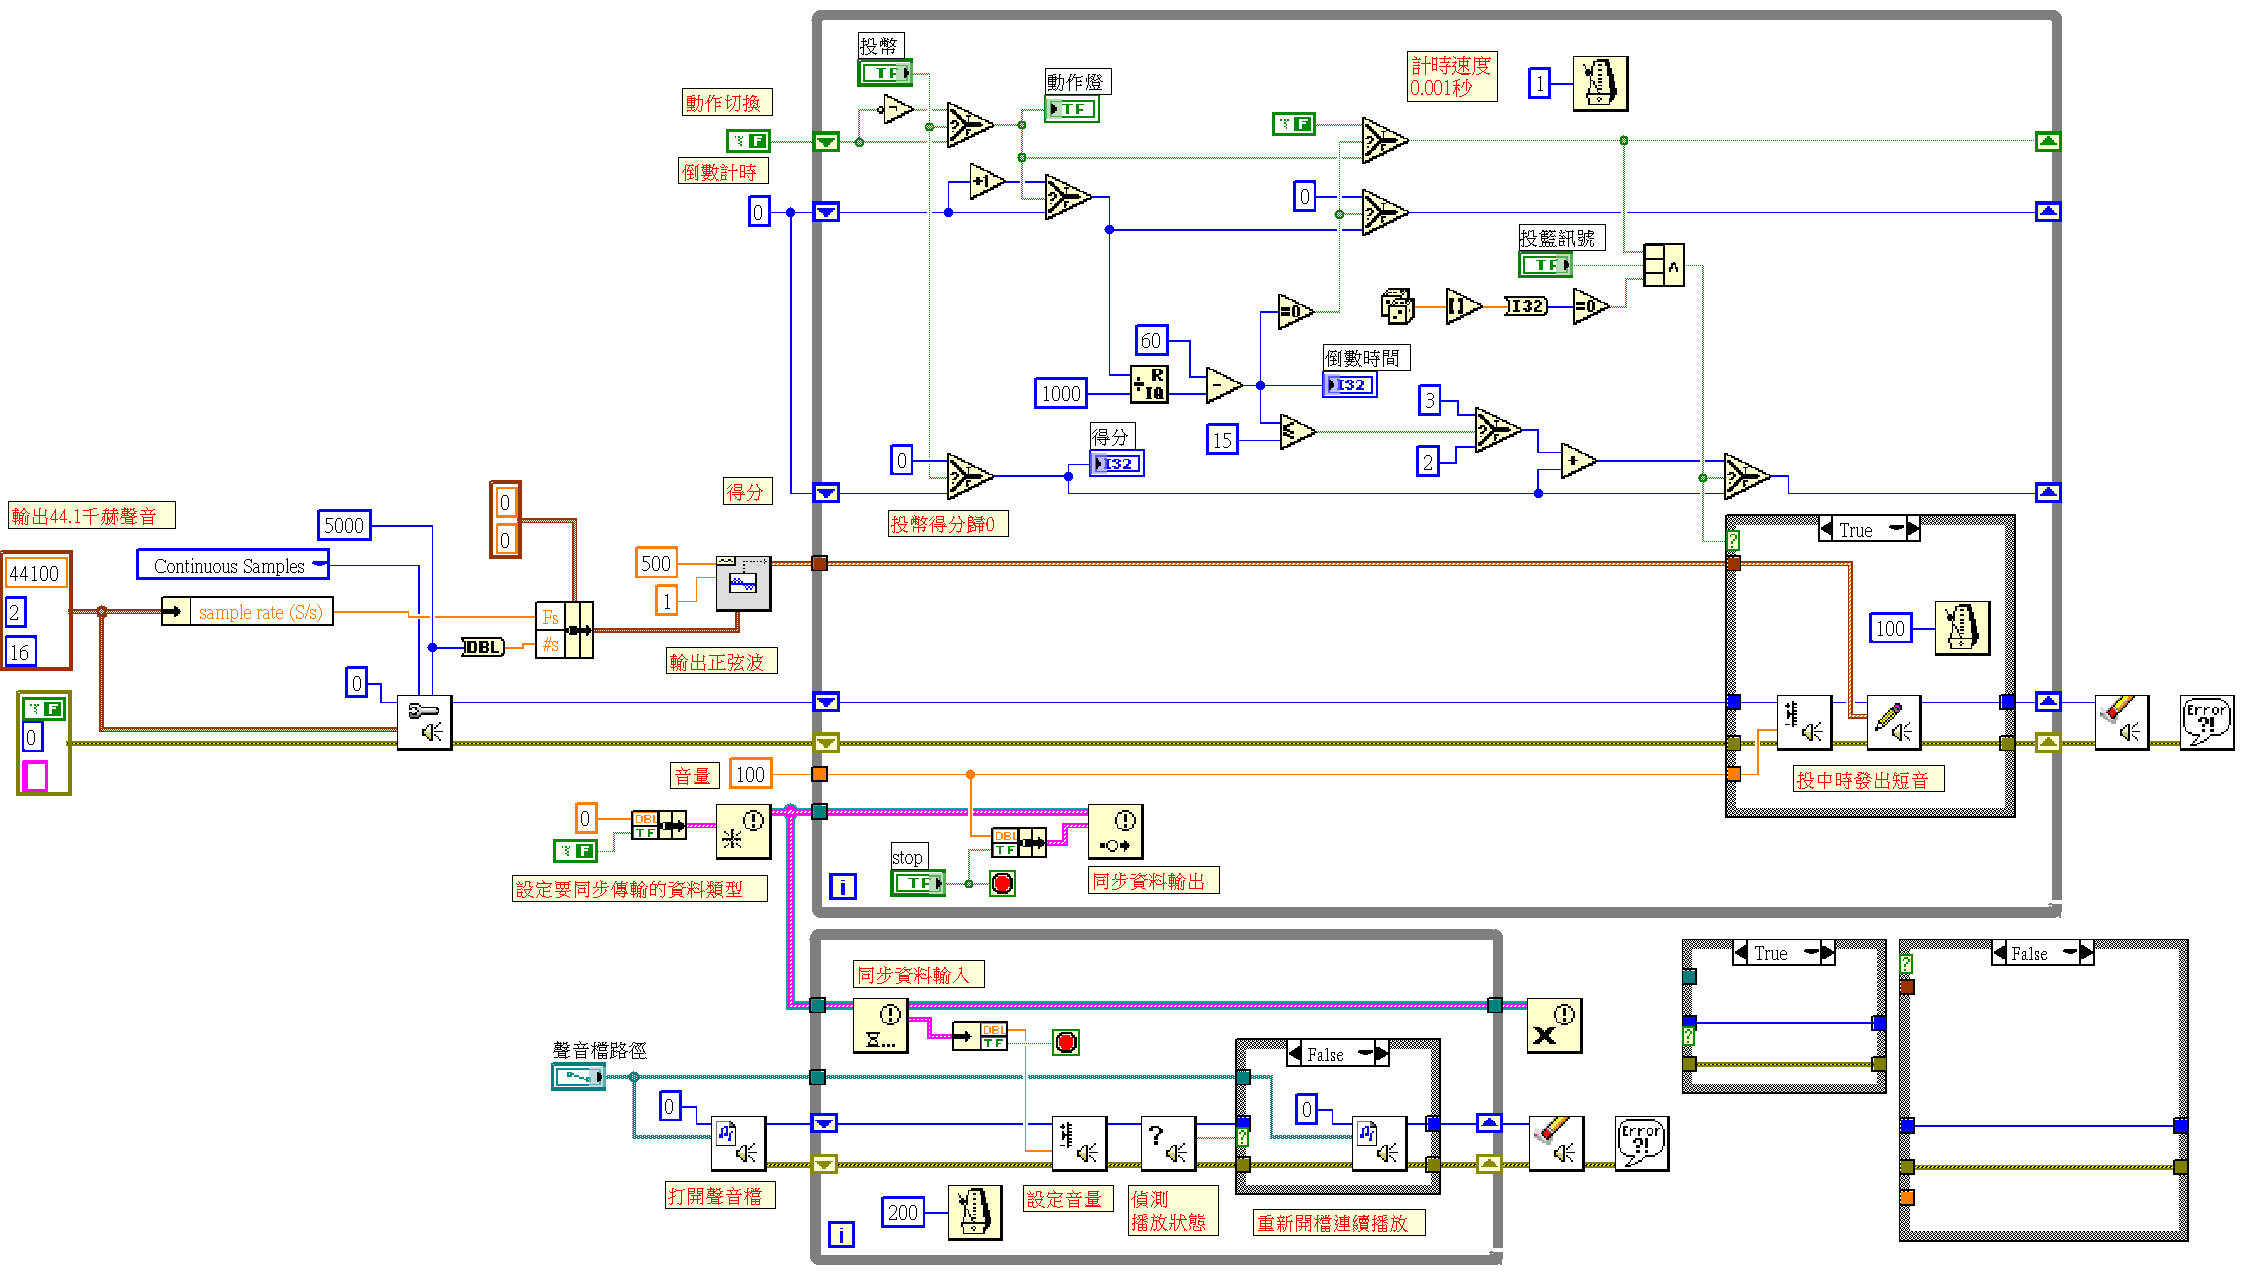 投幣
TF
動作燈
TF
計時速度
0.001秒
1
動作切換
F
F
倒數計時
+1
0
0
投籃訊號
TF
=0
I32
=0
60
倒數時間
I32
R
IQ
1000
3
15
2
得分
I32
0
得分
投幣得分歸0
輸出44.1千赫聲音
5000
0
0
True
Continuous Samples
500
1
44100
2
16
sample rate (S/s)
Fs
#s
DBL
輸出正弦波
100
0
F
0
Error
?!
音量
100
投中時發出短音
0
DBL
TF
F
DBL
TF
stop
TF
設定要同步傳輸的資料類型
同步資料輸出
i
同步資料輸入
True
False
DBL
TF
聲音檔路徑
False
0
0
Error
?!
打開聲音檔
200
設定音量
偵測
播放狀態
重新開檔連續播放
i